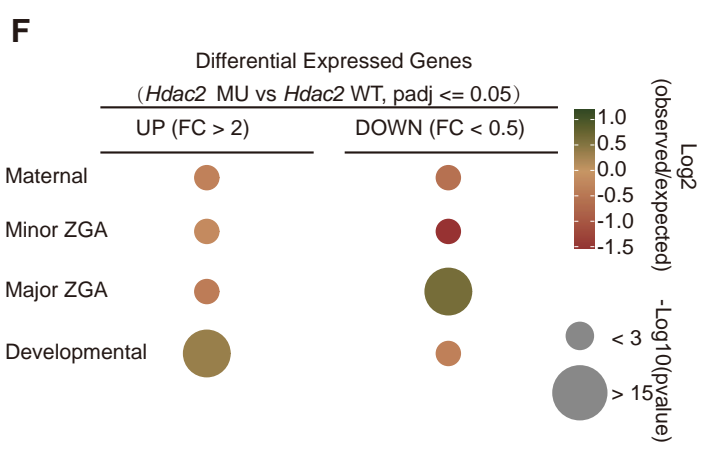 F
Differential Expressed Genes
(Hdac2 MU vs Hdac2 WT, padj <= 0.05)
UP (FC > 2)
DOWN (FC < 0.5)
Maternal
Minor ZGA
Major ZGA
Developmental
1.0
0.5
0.0
-0.5
-1.0
-1.5
Log2
(observed/expected)
-Log10(pvalue)
< 3
> 15